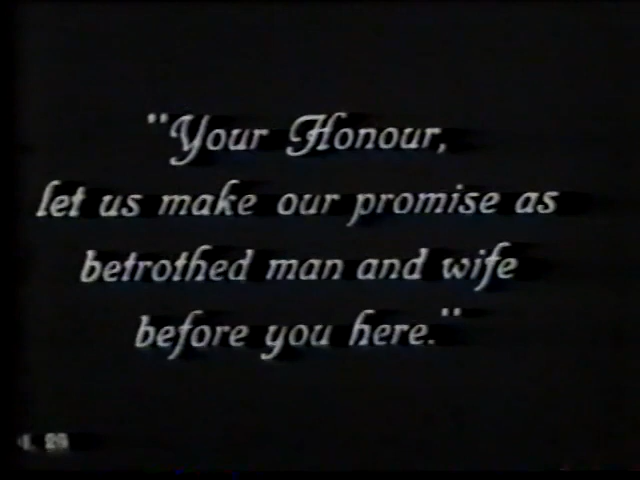 "Your Honour,
let us make our promise as
betrothed man and wife
before you here."